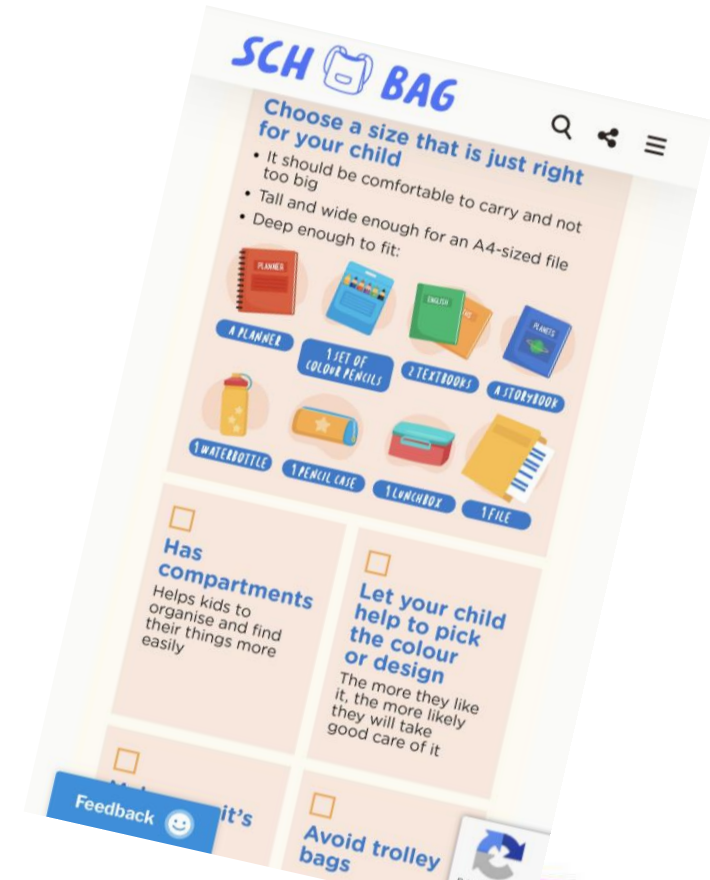 SCH BAG
Choose a size that is just right
for your child
• It should be comfortable to carry and not
too big
• Tall and wide enough for an A4-sized file
• Deep enough to fit:
PLANNER
ENGLISH
PLANETS
A PLANNER
1 SET OF
COLOUR PENCILS
2 TEXTBOOKS
A STORYBOOK
1 WATERBOTTLE
1 PENCIL CASE
1 LUNCHBOX
1 FILE
Has
compartments
Helps kids to
organise and find
their things more
easily
Let your child
help to pick
the colour
or design
The more they like
it, the more likely
they will take
good care of it
it's
Feedback
Avoid trolley
bags